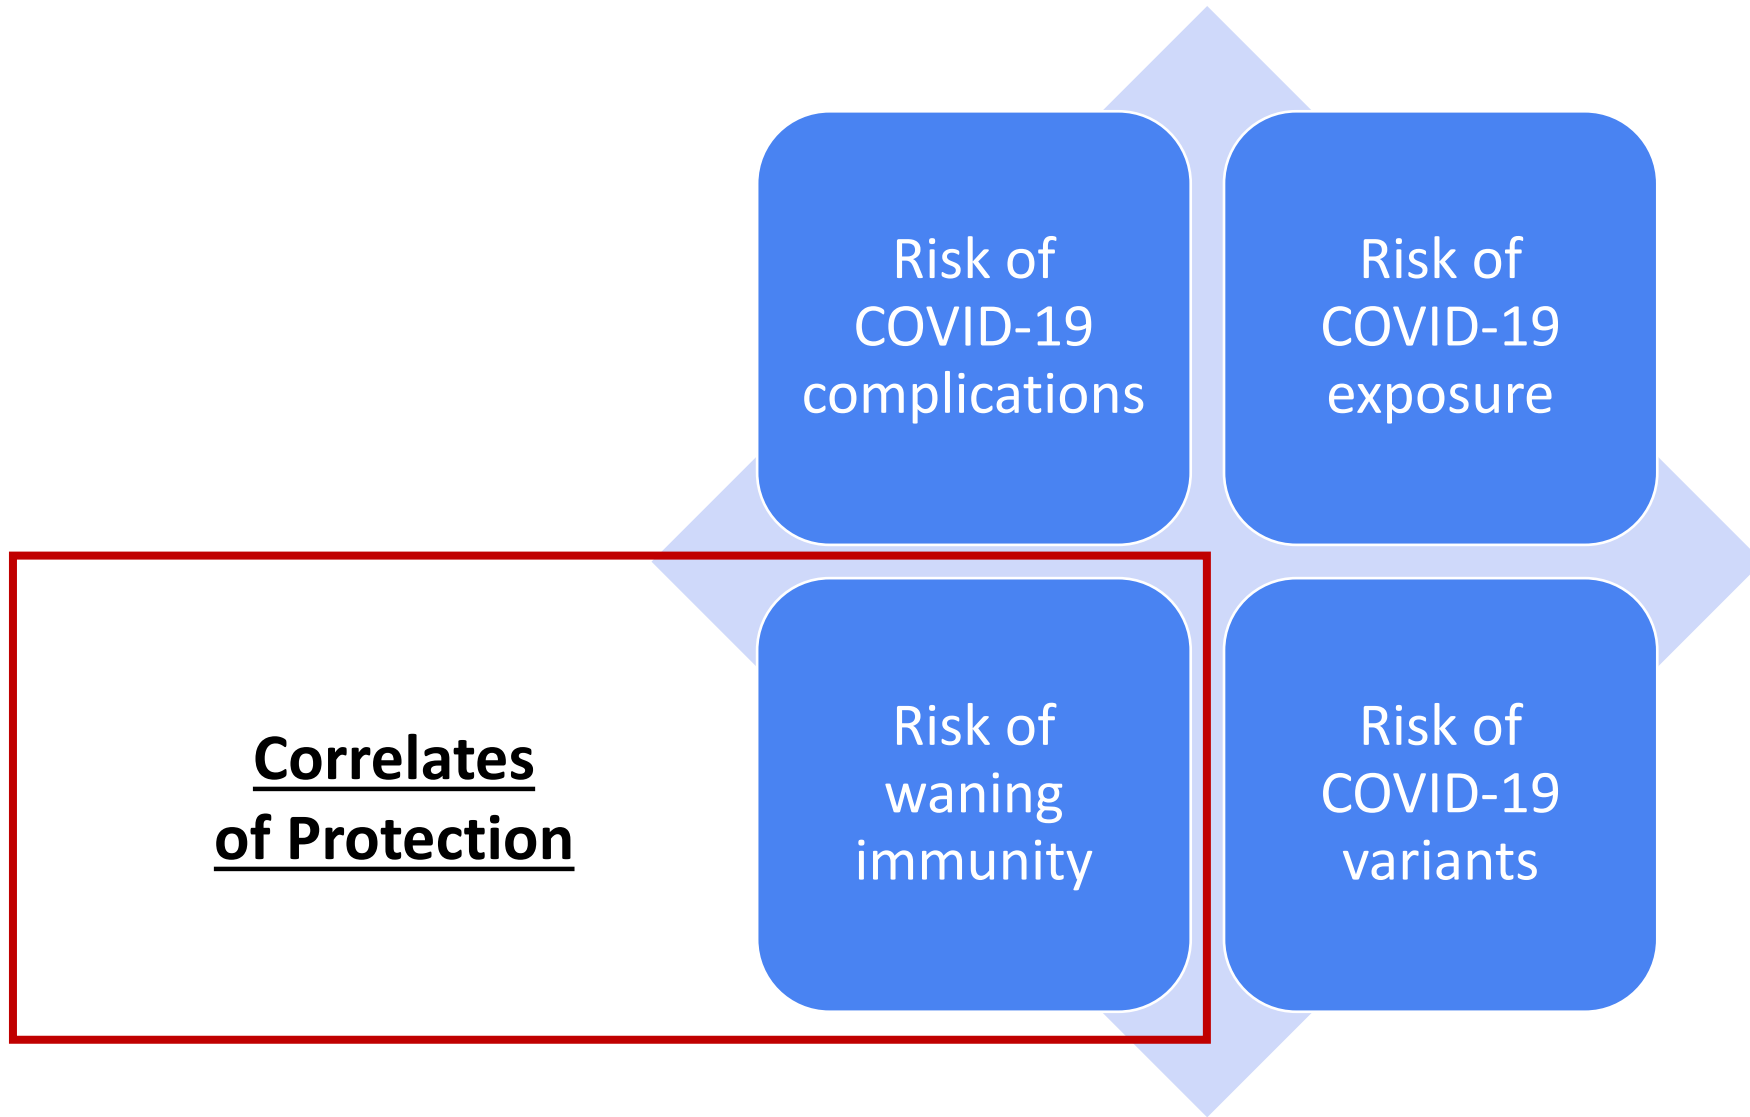 Risk of
COVID-19
complications
Risk of
COVID-19
exposure
Correlates
of Protection
Risk of
waning
immunity
Risk of
COVID-19
variants